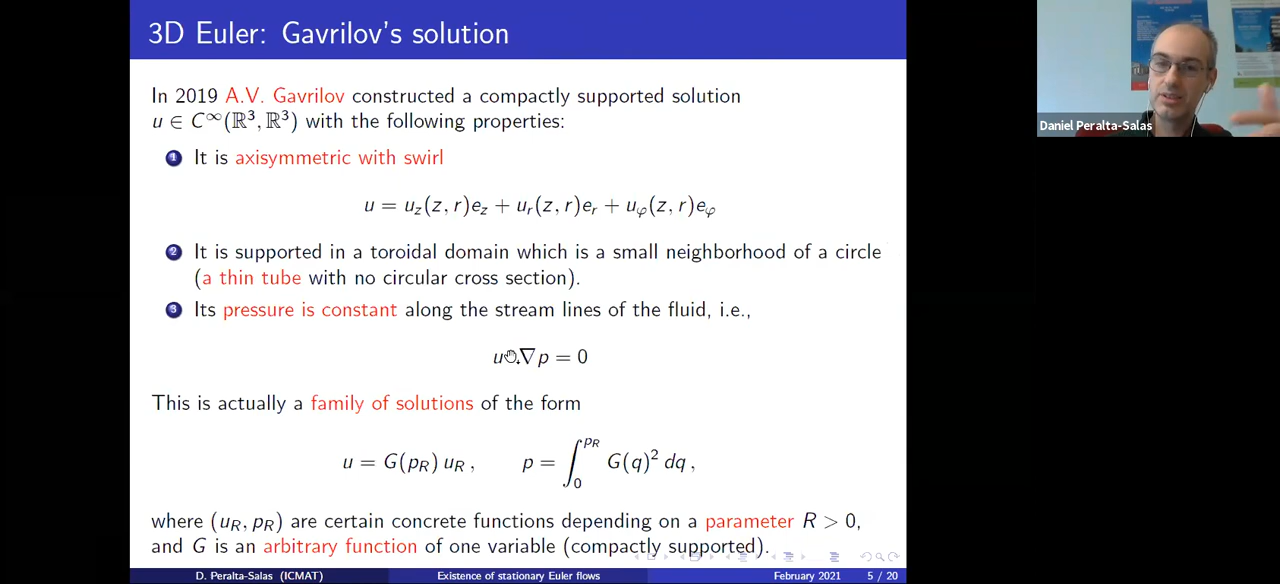 3D Euler: Gavrilov's solution
In 2019 A.V. Gavrilov constructed a compactly supported solution
u ∈ C^∞(ℝ³, ℝ³) with the following properties:
1 It is axisymmetric with swirl
u = u_z(z, r)e_z + u_r(z, r)e_r + u_φ(z, r)e_φ
2 It is supported in a toroidal domain which is a small neighborhood of a circle
(a thin tube with no circular cross section).
3 Its pressure is constant along the stream lines of the fluid, i.e.,
u · ∇p = 0
This is actually a family of solutions of the form
u = G(p_R) u_R ,   p = ∫_0^{p_R} G(q)² dq ,
where (u_R, p_R) are certain concrete functions depending on a parameter R > 0,
and G is an arbitrary function of one variable (compactly supported).
D. Peralta-Salas (ICMAT) Existence of stationary Euler flows February 2021 5 / 20
Daniel Peralta-Salas